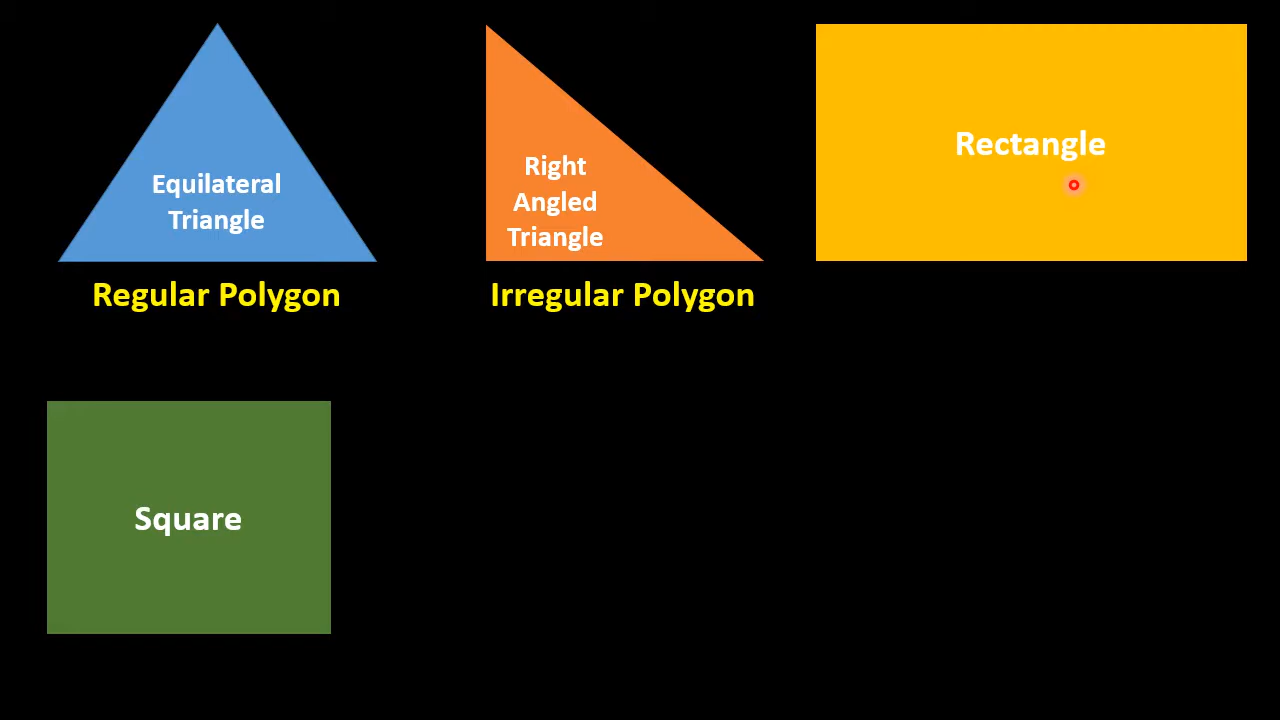 Equilateral
Triangle
Right
Angled
Triangle
Rectangle
Regular Polygon
Irregular Polygon
Square